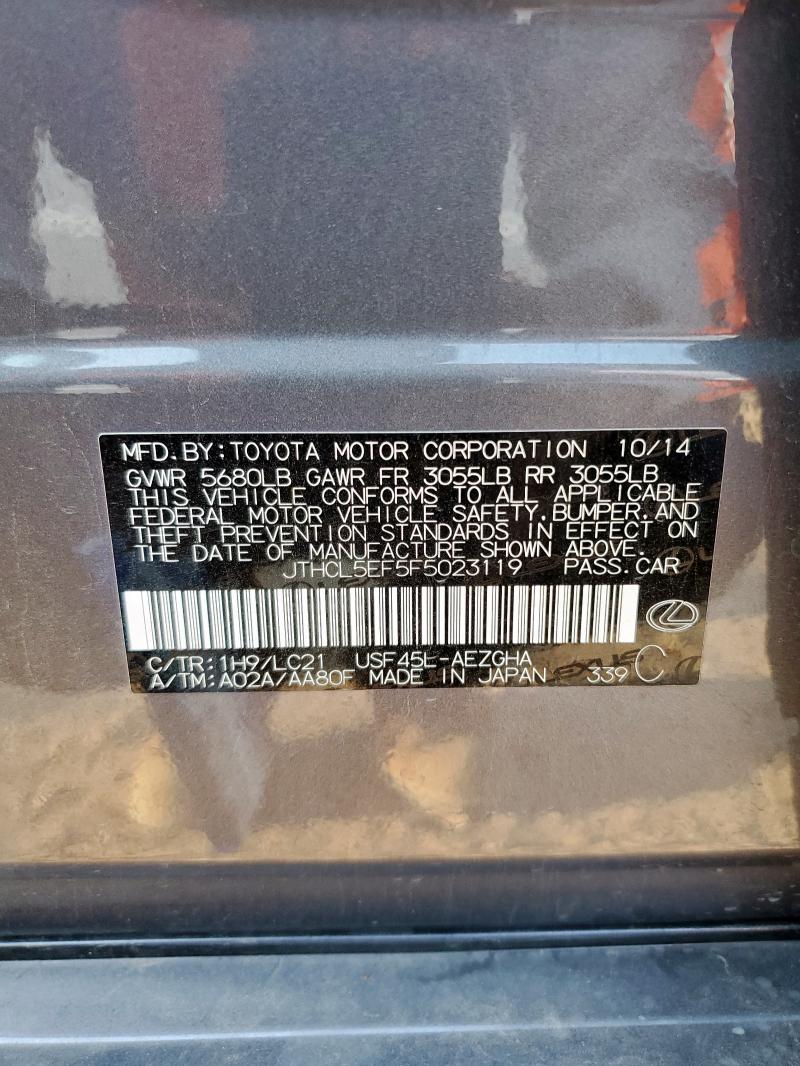 MFD.BY:TOYOTA MOTOR CORPORATION 10/14
GVWR 5680LB GAWR FR 3055LB RR 3055LB
THIS VEHICLE CONFORMS TO ALL APPLICABLE
FEDERAL MOTOR VEHICLE SAFETY,BUMPER,AND
THEFT PREVENTION STANDARDS IN EFFECT ON
THE DATE OF MANUFACTURE SHOWN ABOVE.
JTHCL5EF5F5023119 PASS.CAR
C/TR:1H9/LC21 USF45L-AEZGHA C
A/TM:A02A/AA80F MADE IN JAPAN 339